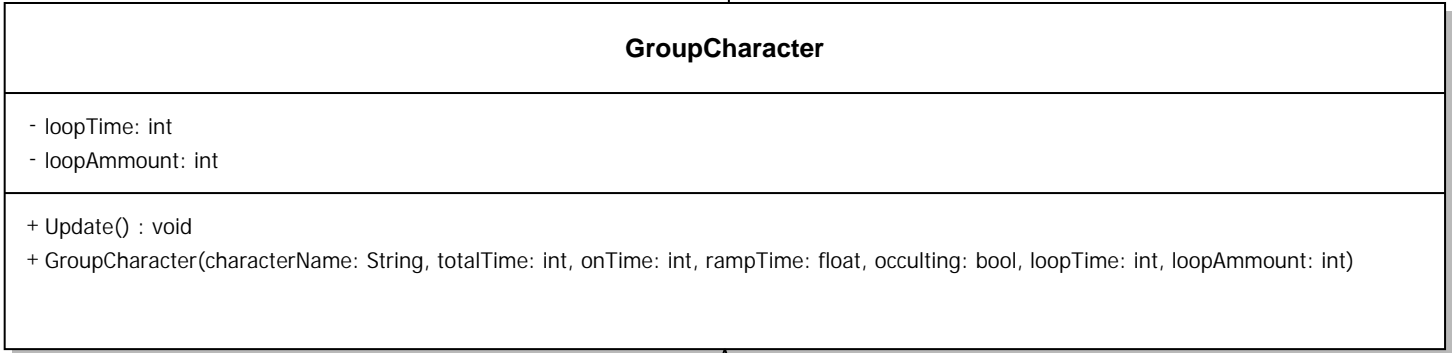 GroupCharacter
- loopTime: int
- loopAmmount: int
+ Update() : void
+ GroupCharacter(characterName: String, totalTime: int, onTime: int, rampTime: float, occulting: bool, loopTime: int, loopAmmount: int)